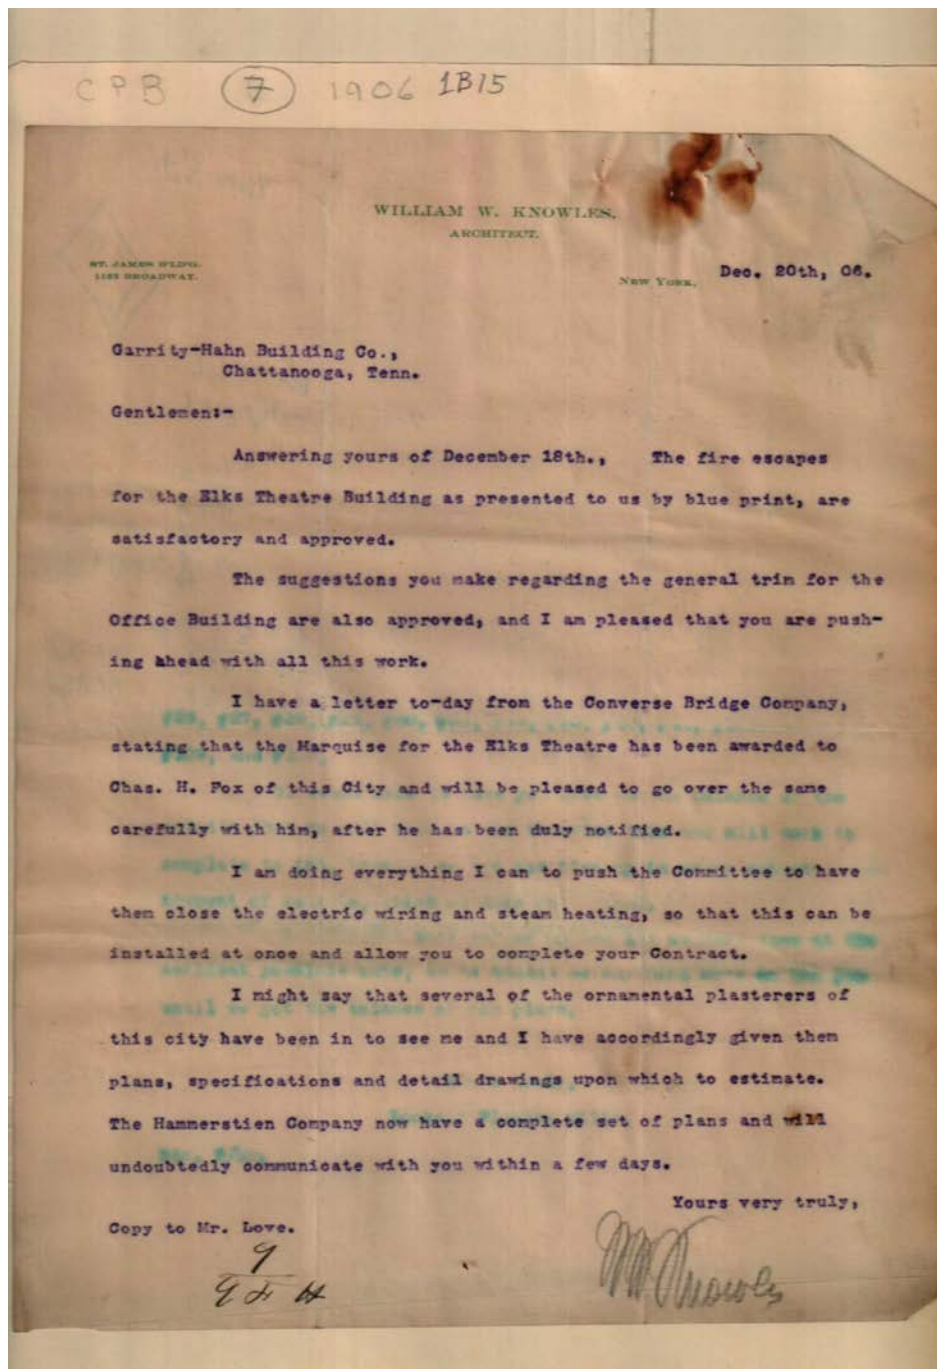 CPB 7 1906 1B15
WILLIAM W. KNOWLES,
ARCHITECT.
ST. JAMES B'LD'G.
1133 BROADWAY.
NEW YORK, Dec. 20th, 06.
Garrity-Hahn Building Co.,
Chattanooga, Tenn.
Gentlemen:-
Answering yours of December 18th., The fire escapes
for the Elks Theatre Building as presented to us by blue print, are
satisfactory and approved.
The suggestions you make regarding the general trim for the
Office Building are also approved, and I am pleased that you are push-
ing ahead with all this work.
I have a letter to-day from the Converse Bridge Company,
stating that the Marquise for the Elks Theatre has been awarded to
Chas. H. Fox of this City and will be pleased to go over the same
carefully with him, after he has been duly notified.
I am doing everything I can to push the Committee to have
them close the electric wiring and steam heating, so that this can be
installed at once and allow you to complete your Contract.
I might say that several of the ornamental plasterers of
this city have been in to see me and I have accordingly given them
plans, specifications and detail drawings upon which to estimate.
The Hammerstien Company now have a complete set of plans and will
undoubtedly communicate with you within a few days.
Yours very truly,
Copy to Mr. Love.
W W Knowles
9